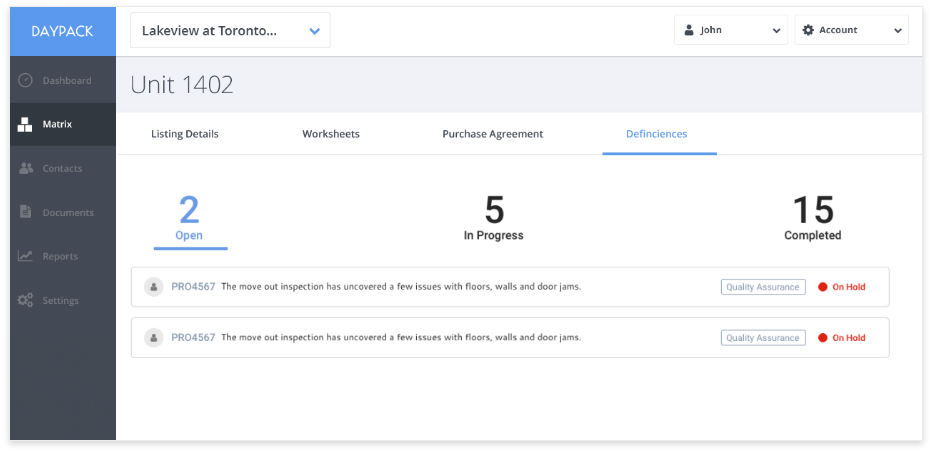 DAYPACK
Lakeview at Toronto...
John
Account
Dashboard
Matrix
Contacts
Documents
Reports
Settings
Unit 1402
Listing Details
Worksheets
Purchase Agreement
Definciences
2
Open
5
In Progress
15
Completed
PRO4567 The move out inspection has uncovered a few issues with floors, walls and door jams. Quality Assurance On Hold
PRO4567 The move out inspection has uncovered a few issues with floors, walls and door jams. Quality Assurance On Hold